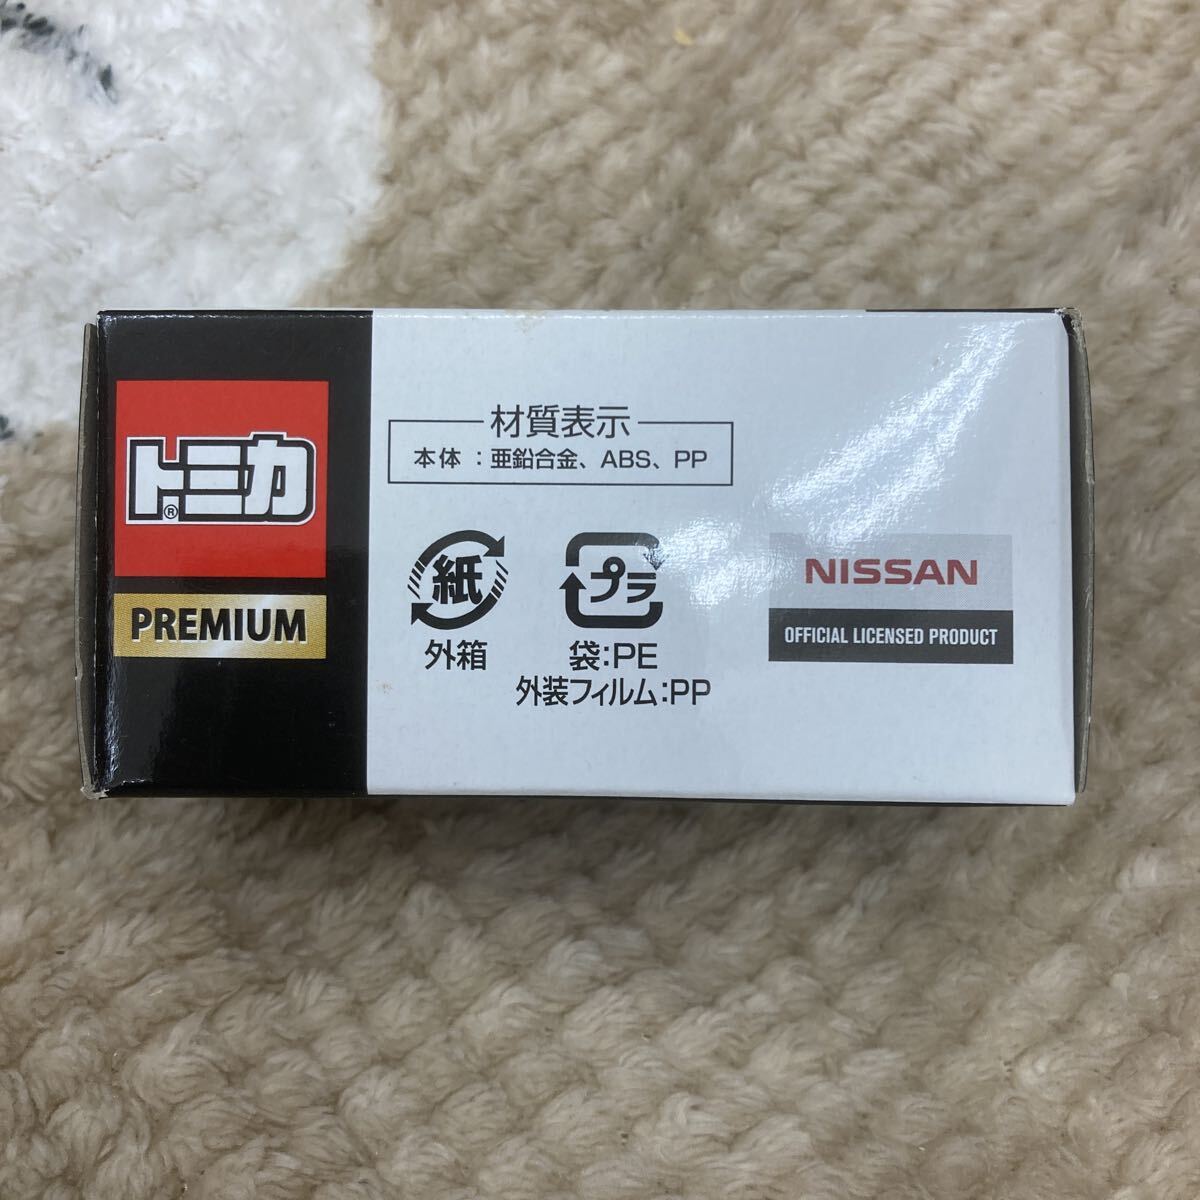 トミカ®
PREMIUM
材質表示
本体:亜鉛合金、ABS、PP
紙
外箱
プラ
袋:PE
外装フィルム:PP
NISSAN
OFFICIAL LICENSED PRODUCT